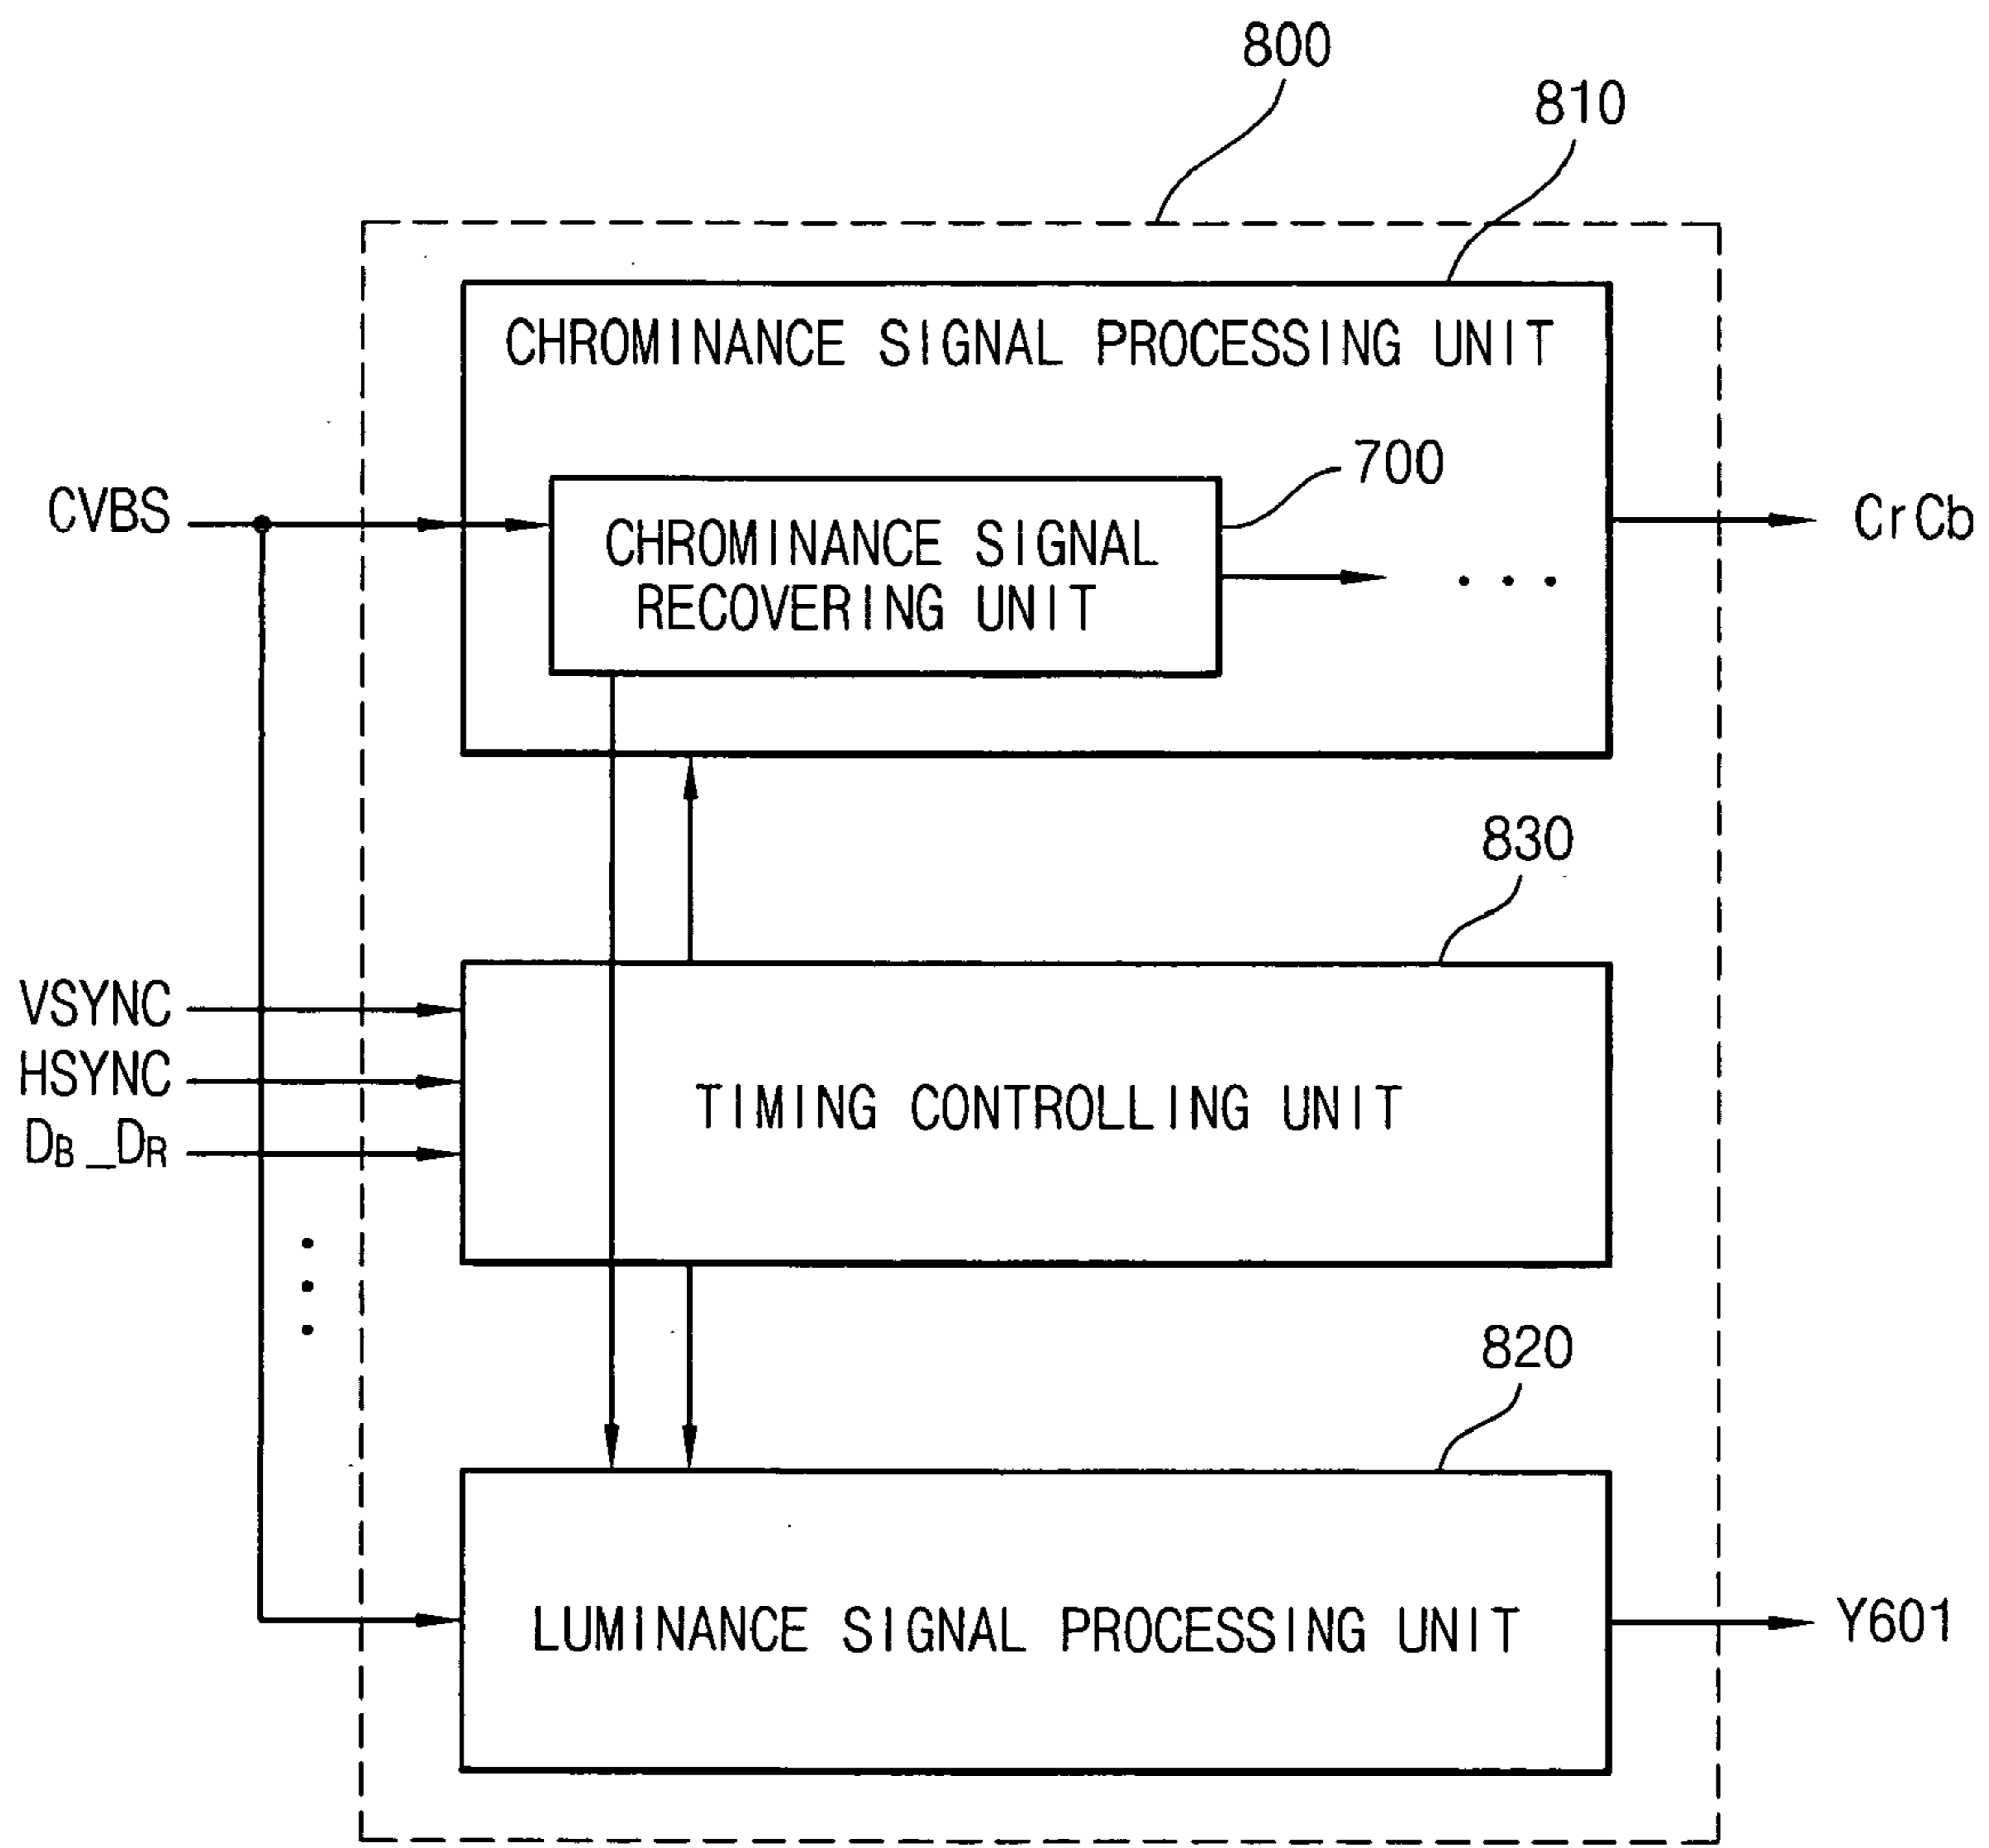 800
810
CHROMINANCE SIGNAL PROCESSING UNIT
700
CVBS
CHROMINANCE SIGNAL
RECOVERING UNIT
. . .
CrCb
830
VSYNC
HSYNC
DB_DR
TIMING CONTROLLING UNIT
820
LUMINANCE SIGNAL PROCESSING UNIT
Y601